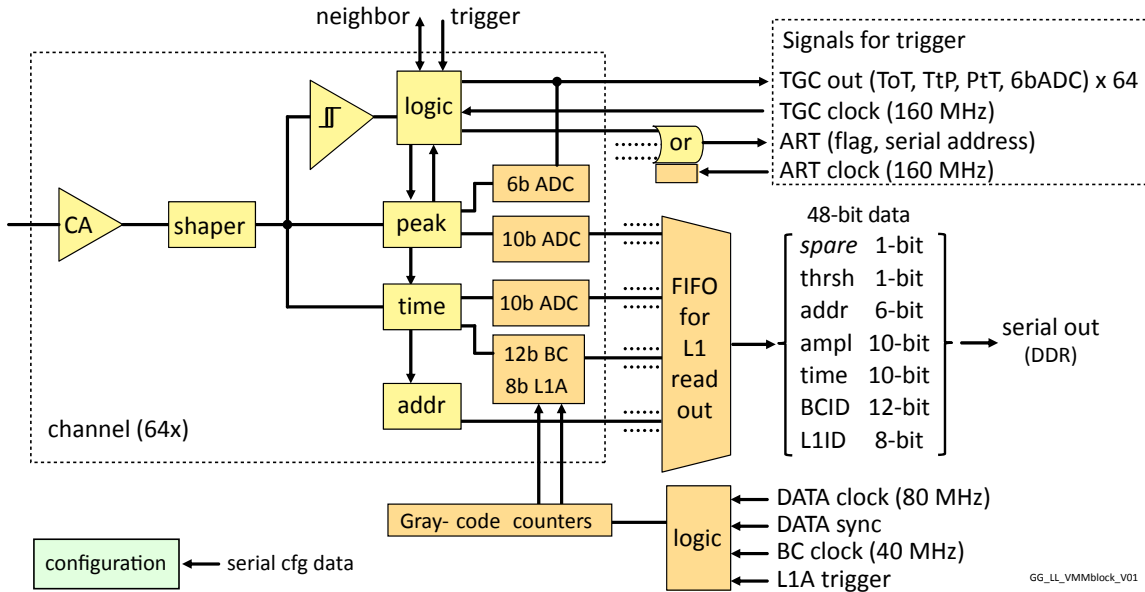 neighbor trigger
Signals for trigger
TGC out (ToT, TtP, PtT, 6bADC) x 64
TGC clock (160 MHz)
ART (flag, serial address)
ART clock (160 MHz)
logic
or
6b ADC
CA
shaper
peak
10b ADC
time
10b ADC
12b BC
8b L1A
addr
channel (64x)
FIFO
for
L1
read
out
48-bit data
spare 1-bit
thrsh 1-bit
addr 6-bit
ampl 10-bit
time 10-bit
BCID 12-bit
L1ID 8-bit
serial out
(DDR)
Gray- code counters
logic
DATA clock (80 MHz)
DATA sync
BC clock (40 MHz)
L1A trigger
configuration
serial cfg data
GG_LL_VMMblock_V01